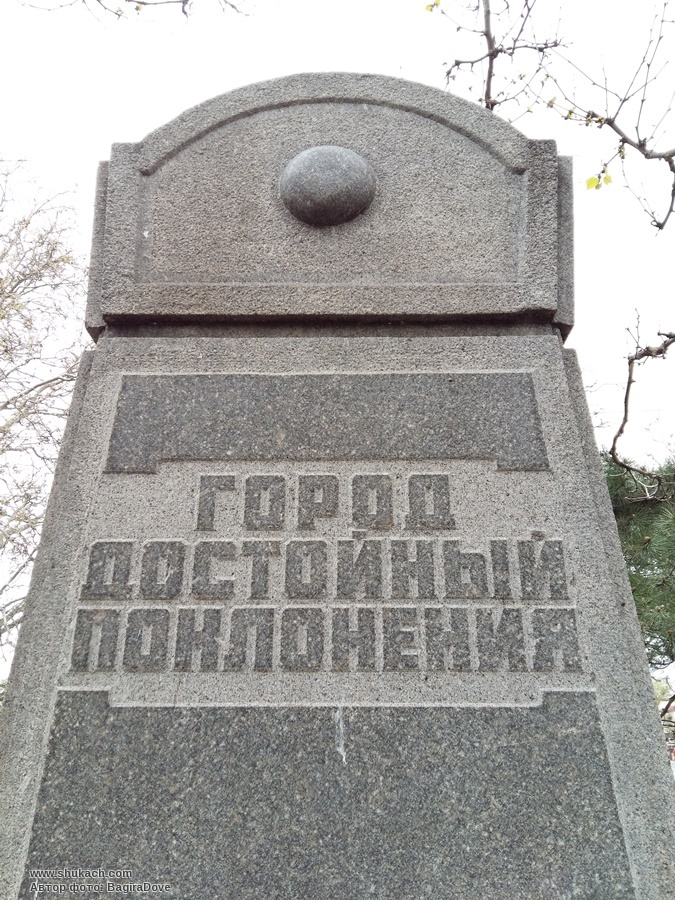 ГОРОД
ДОСТОЙНЫЙ
ПОКЛОНЕНИЯ
www.shukach.com
Автор фото: BagiraDove